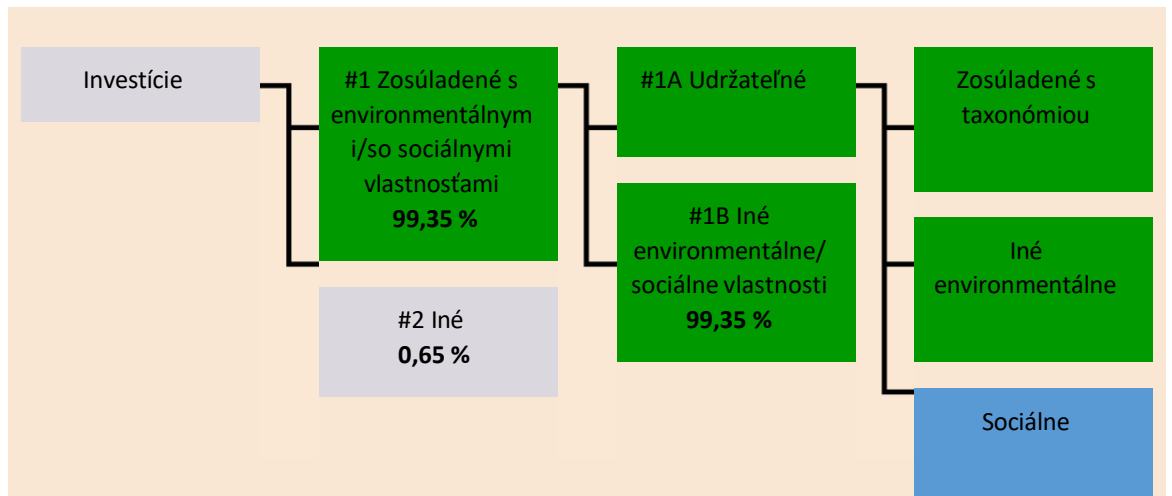 Investície
#1 Zosúladené s
environmentálnym
i/so sociálnymi
vlastnosťami
99,35 %
#2 Iné
0,65 %
#1A Udržateľné
#1B Iné
environmentálne/
sociálne vlastnosti
99,35 %
Zosúladené s
taxonómiou
Iné
environmentálne
Sociálne